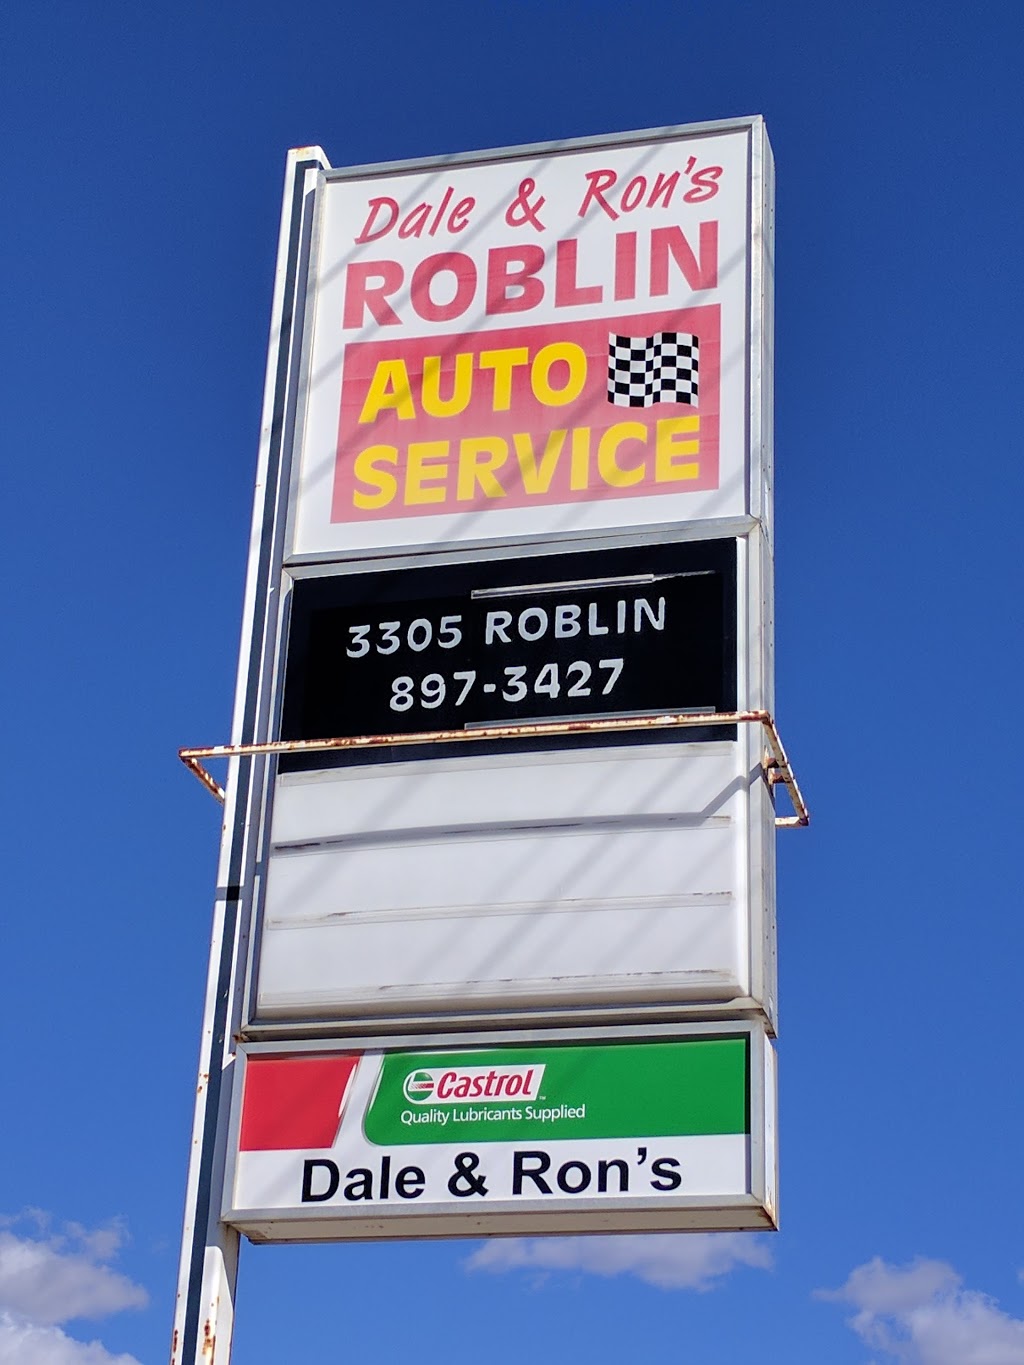 Dale & Ron's
ROBLIN
AUTO
SERVICE
3305 ROBLIN
897-3427
Castrol
Quality Lubricants Supplied
Dale & Ron's